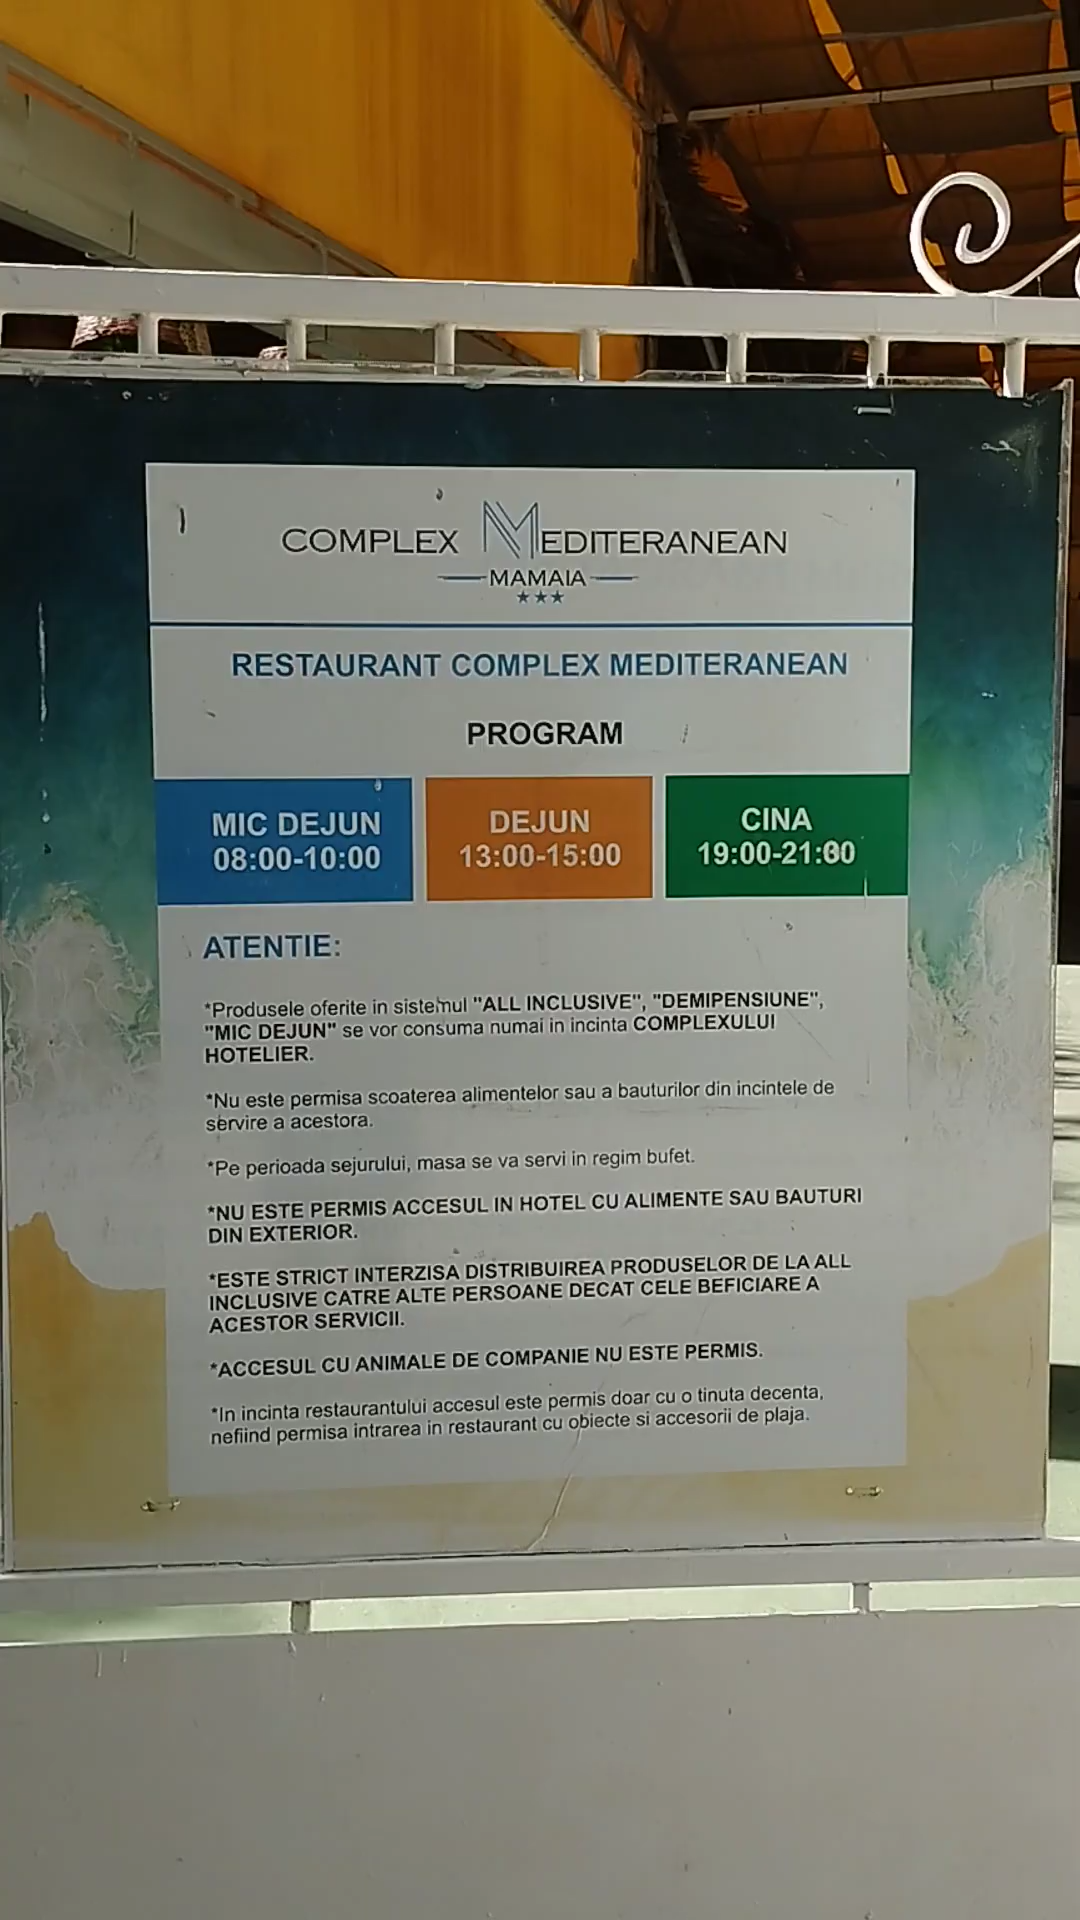 COMPLEX MEDITERANEAN
MAMAIA
RESTAURANT COMPLEX MEDITERANEAN
PROGRAM
MIC DEJUN
08:00-10:00
DEJUN
13:00-15:00
CINA
19:00-21:00
ATENTIE:
*Produsele oferite in sistemul "ALL INCLUSIVE", "DEMIPENSIUNE",
"MIC DEJUN" se vor consuma numai in incinta COMPLEXULUI
HOTELIER.
*Nu este permisa scoaterea alimentelor sau a bauturilor din incintele de
servire a acestora.
*Pe perioada sejurului, masa se va servi in regim bufet.
*NU ESTE PERMIS ACCESUL IN HOTEL CU ALIMENTE SAU BAUTURI
DIN EXTERIOR.
*ESTE STRICT INTERZISA DISTRIBUIREA PRODUSELOR DE LA ALL
INCLUSIVE CATRE ALTE PERSOANE DECAT CELE BEFICIARE A
ACESTOR SERVICII.
*ACCESUL CU ANIMALE DE COMPANIE NU ESTE PERMIS.
*In incinta restaurantului accesul este permis doar cu o tinuta decenta,
nefiind permisa intrarea in restaurant cu obiecte si accesorii de plaja.